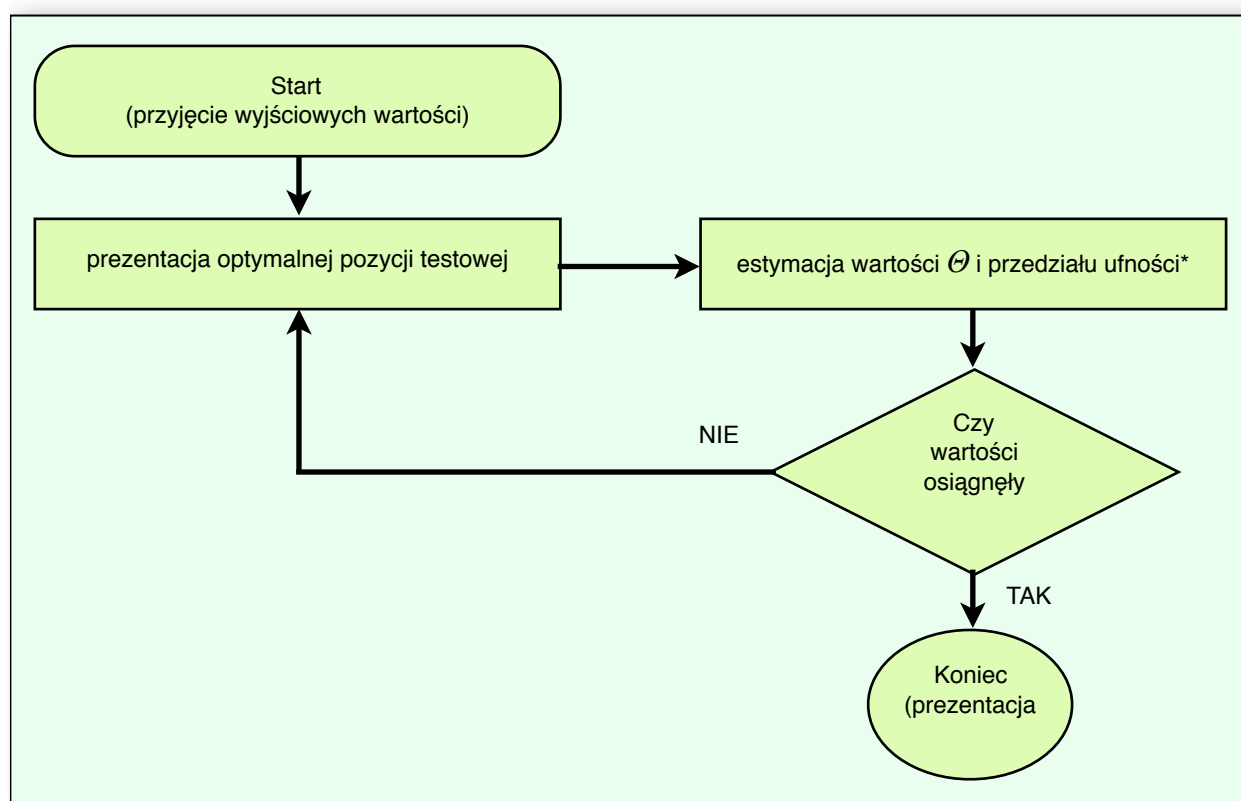 Start
(przyjęcie wyjściowych wartości)
prezentacja optymalnej pozycji testowej
estymacja wartości Θ i przedziału ufności*
Czy
wartości
osiągnęły
NIE
TAK
Koniec
(prezentacja